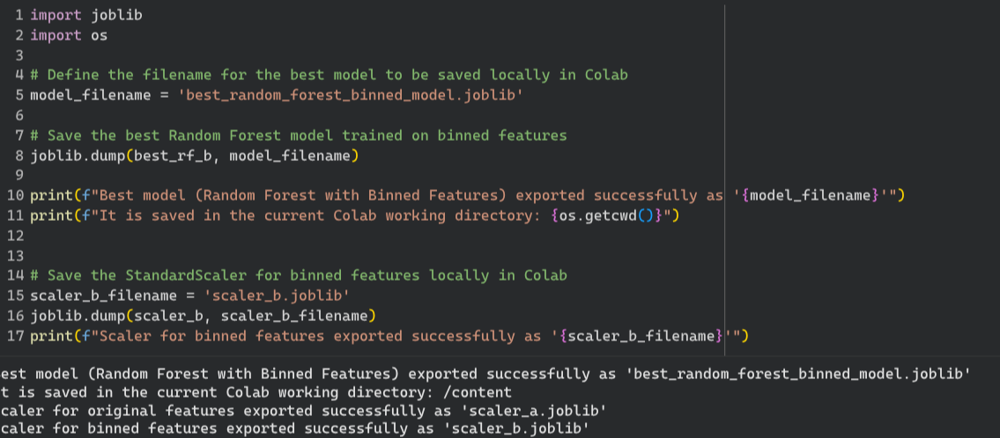 1 import joblib
2 import os
3
4 # Define the filename for the best model to be saved locally in Colab
5 model_filename = 'best_random_forest_binned_model.joblib'
6
7 # Save the best Random Forest model trained on binned features
8 joblib.dump(best_rf_b, model_filename)
9
10 print(f"Best model (Random Forest with Binned Features) exported successfully as '{model_filename}'")
11 print(f"It is saved in the current Colab working directory: {os.getcwd()}")
12
13
14 # Save the StandardScaler for binned features locally in Colab
15 scaler_b_filename = 'scaler_b.joblib'
16 joblib.dump(scaler_b, scaler_b_filename)
17 print(f"Scaler for binned features exported successfully as '{scaler_b_filename}'")
est model (Random Forest with Binned Features) exported successfully as 'best_random_forest_binned_model.joblib'
t is saved in the current Colab working directory: /content
caler for original features exported successfully as 'scaler_a.joblib'
caler for binned features exported successfully as 'scaler_b.joblib'